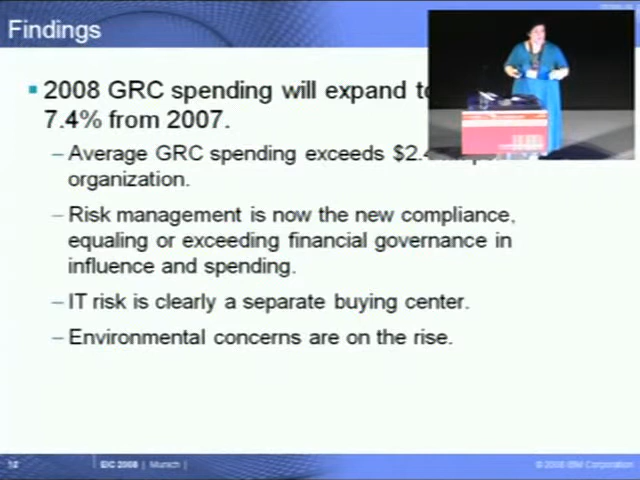 Findings
2008 GRC spending will expand to
7.4% from 2007.
– Average GRC spending exceeds $2.4
organization.
– Risk management is now the new compliance,
equaling or exceeding financial governance in
influence and spending.
– IT risk is clearly a separate buying center.
– Environmental concerns are on the rise.
EIC 2008 | Munich |
© 2008 IBM Corporation